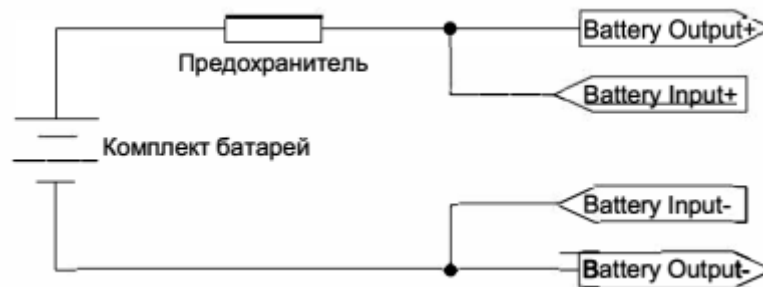 Battery Output+
Предохранитель
Battery Input+
Комплект батарей
Battery Input-
Battery Output-